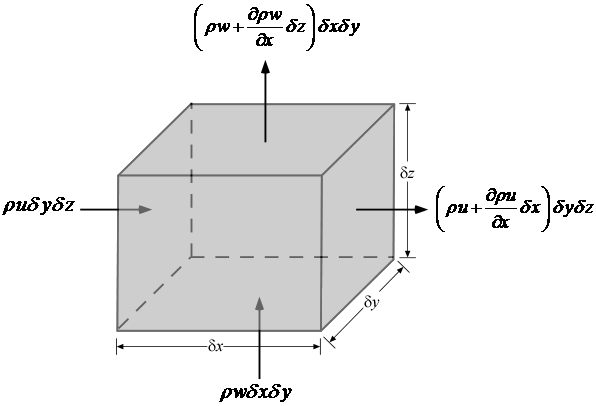 (ρw + ∂ρw/∂x δz) δxδy
δz
ρuδyδz
(ρu + ∂ρu/∂x δx) δyδz
δy
δx
ρwδxδy